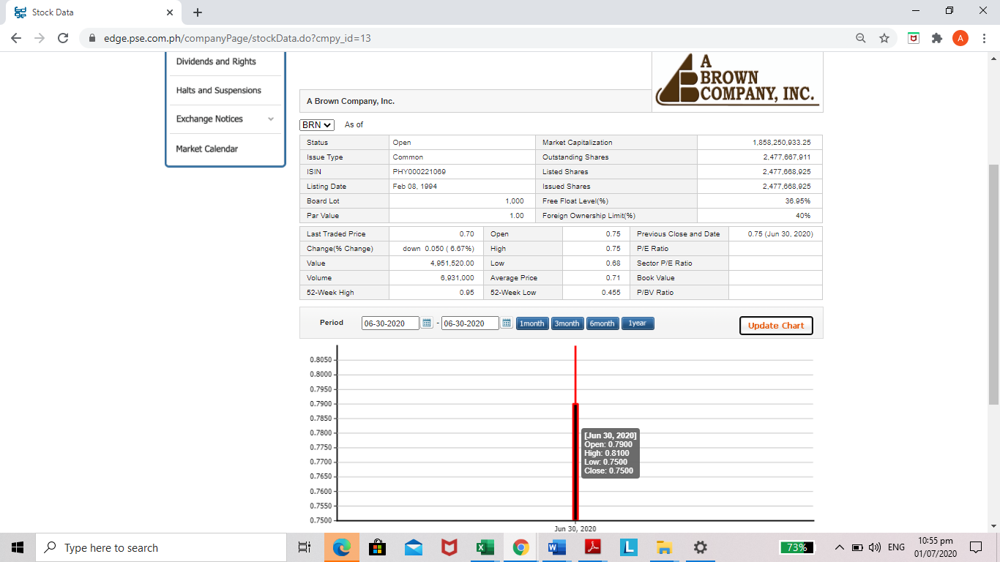 Stock Data
edge.pse.com.ph/companyPage/stockData.do?cmpy_id=13
A
Dividends and Rights
Halts and Suspensions
Exchange Notices
Market Calendar
A
BROWN
COMPANY, INC.
A Brown Company, Inc.
BRN As of
Status Open Market Capitalization 1,858,250,933.25
Issue Type Common Outstanding Shares 2,477,667,911
ISIN PHY000221069 Listed Shares 2,477,668,925
Listing Date Feb 08, 1994 Issued Shares 2,477,668,925
Board Lot 1,000 Free Float Level(%) 36.95%
Par Value 1.00 Foreign Ownership Limit(%) 40%
Last Traded Price 0.70 Open 0.75 Previous Close and Date 0.75 (Jun 30, 2020)
Change(% Change) down 0.050 ( 6.67%) High 0.75 P/E Ratio
Value 4,951,520.00 Low 0.68 Sector P/E Ratio
Volume 6,931,000 Average Price 0.71 Book Value
52-Week High 0.95 52-Week Low 0.455 P/BV Ratio
Period 06-30-2020 - 06-30-2020 1month 3month 6month 1year Update Chart
0.8050
0.8000
0.7950
0.7900
0.7850
0.7800
0.7750
0.7700
0.7650
0.7600
0.7550
0.7500
[Jun 30, 2020]
Open: 0.7900
High: 0.8100
Low: 0.7500
Close: 0.7500
Jun 30, 2020
Type here to search
73%
ENG
10:55 pm
01/07/2020